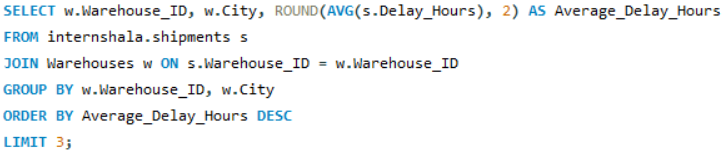 SELECT w.Warehouse_ID, w.City, ROUND(AVG(s.Delay_Hours), 2) AS Average_Delay_Hours
FROM internshala.shipments s
JOIN Warehouses w ON s.Warehouse_ID = w.Warehouse_ID
GROUP BY w.Warehouse_ID, w.City
ORDER BY Average_Delay_Hours DESC
LIMIT 3;